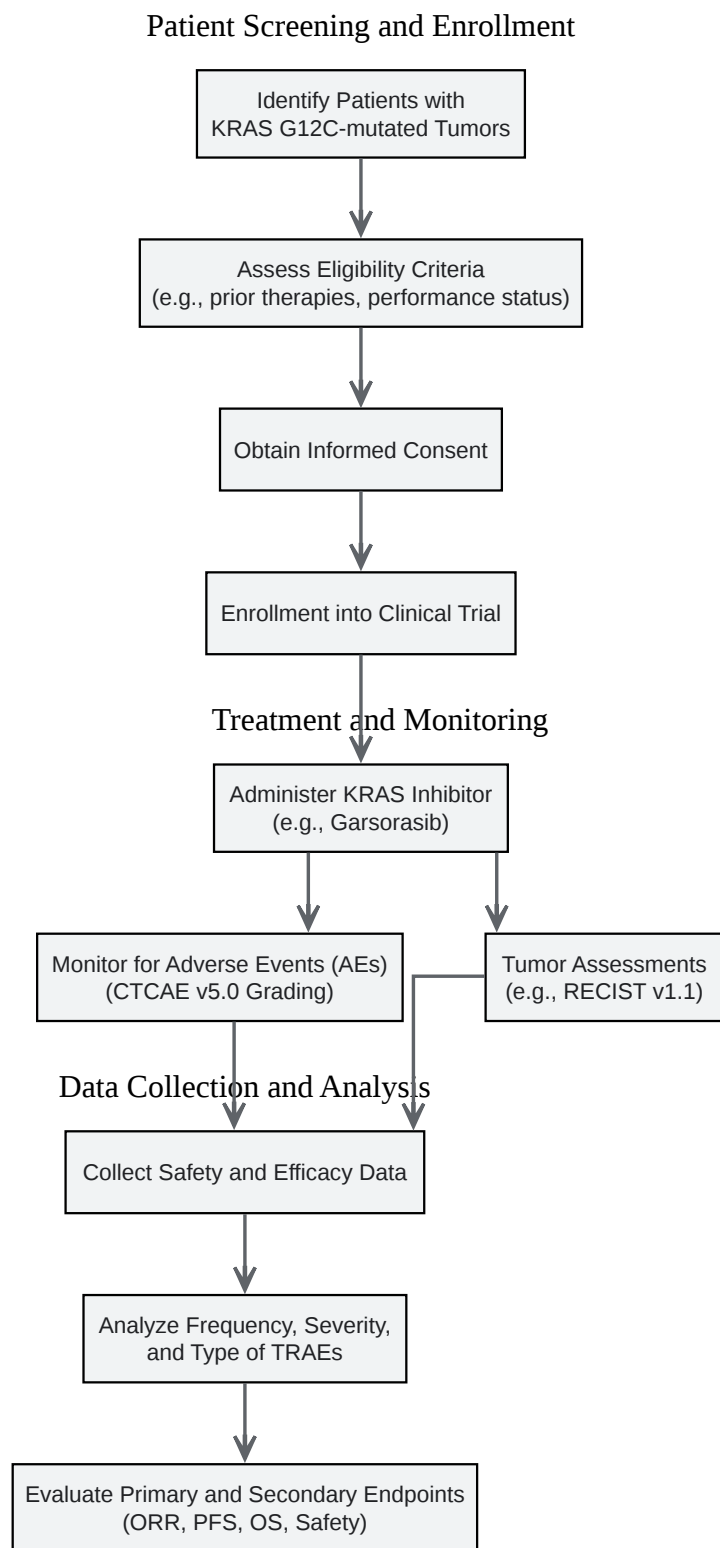 Patient Screening and Enrollment
Identify Patients with
KRAS G12C-mutated Tumors
Assess Eligibility Criteria
(e.g., prior therapies, performance status)
Obtain Informed Consent
Enrollment into Clinical Trial
Treatment and Monitoring
Administer KRAS Inhibitor
(e.g., Garsorasib)
Monitor for Adverse Events (AEs)
(CTCAE v5.0 Grading)
Tumor Assessments
(e.g., RECIST v1.1)
Data Collection and Analysis
Collect Safety and Efficacy Data
Analyze Frequency, Severity,
and Type of TRAEs
Evaluate Primary and Secondary Endpoints
(ORR, PFS, OS, Safety)